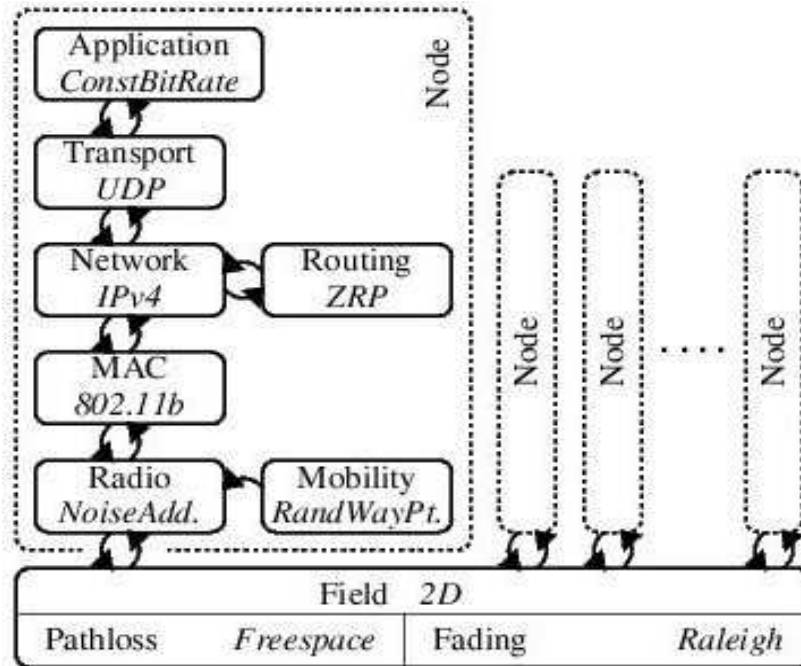 Application
ConstBitRate
Node
Transport
UDP
Network
IPv4
Routing
ZRP
MAC
802.11b
Radio
NoiseAdd.
Mobility
RandWayPt.
Node
Node
. . . .
Node
Field 2D
Pathloss Freespace
Fading Raleigh